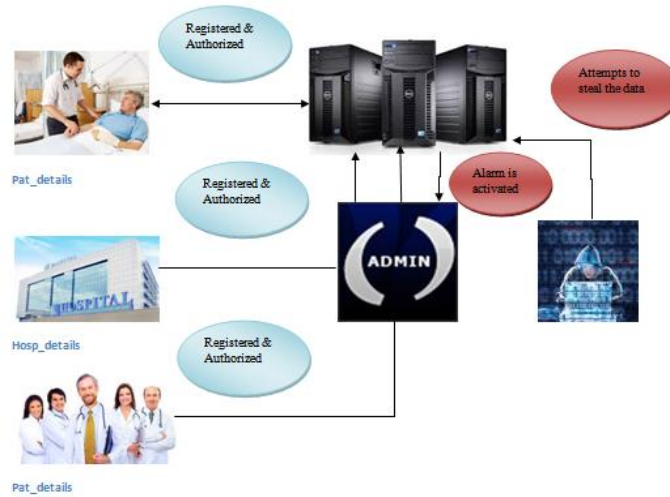 Registered &
Authorized
Attempts to
steal the data
Pat_details
Registered &
Authorized
Alarm is
activated
ADMIN
HOSPITAL
Hosp_details
Registered &
Authorized
Pat_details